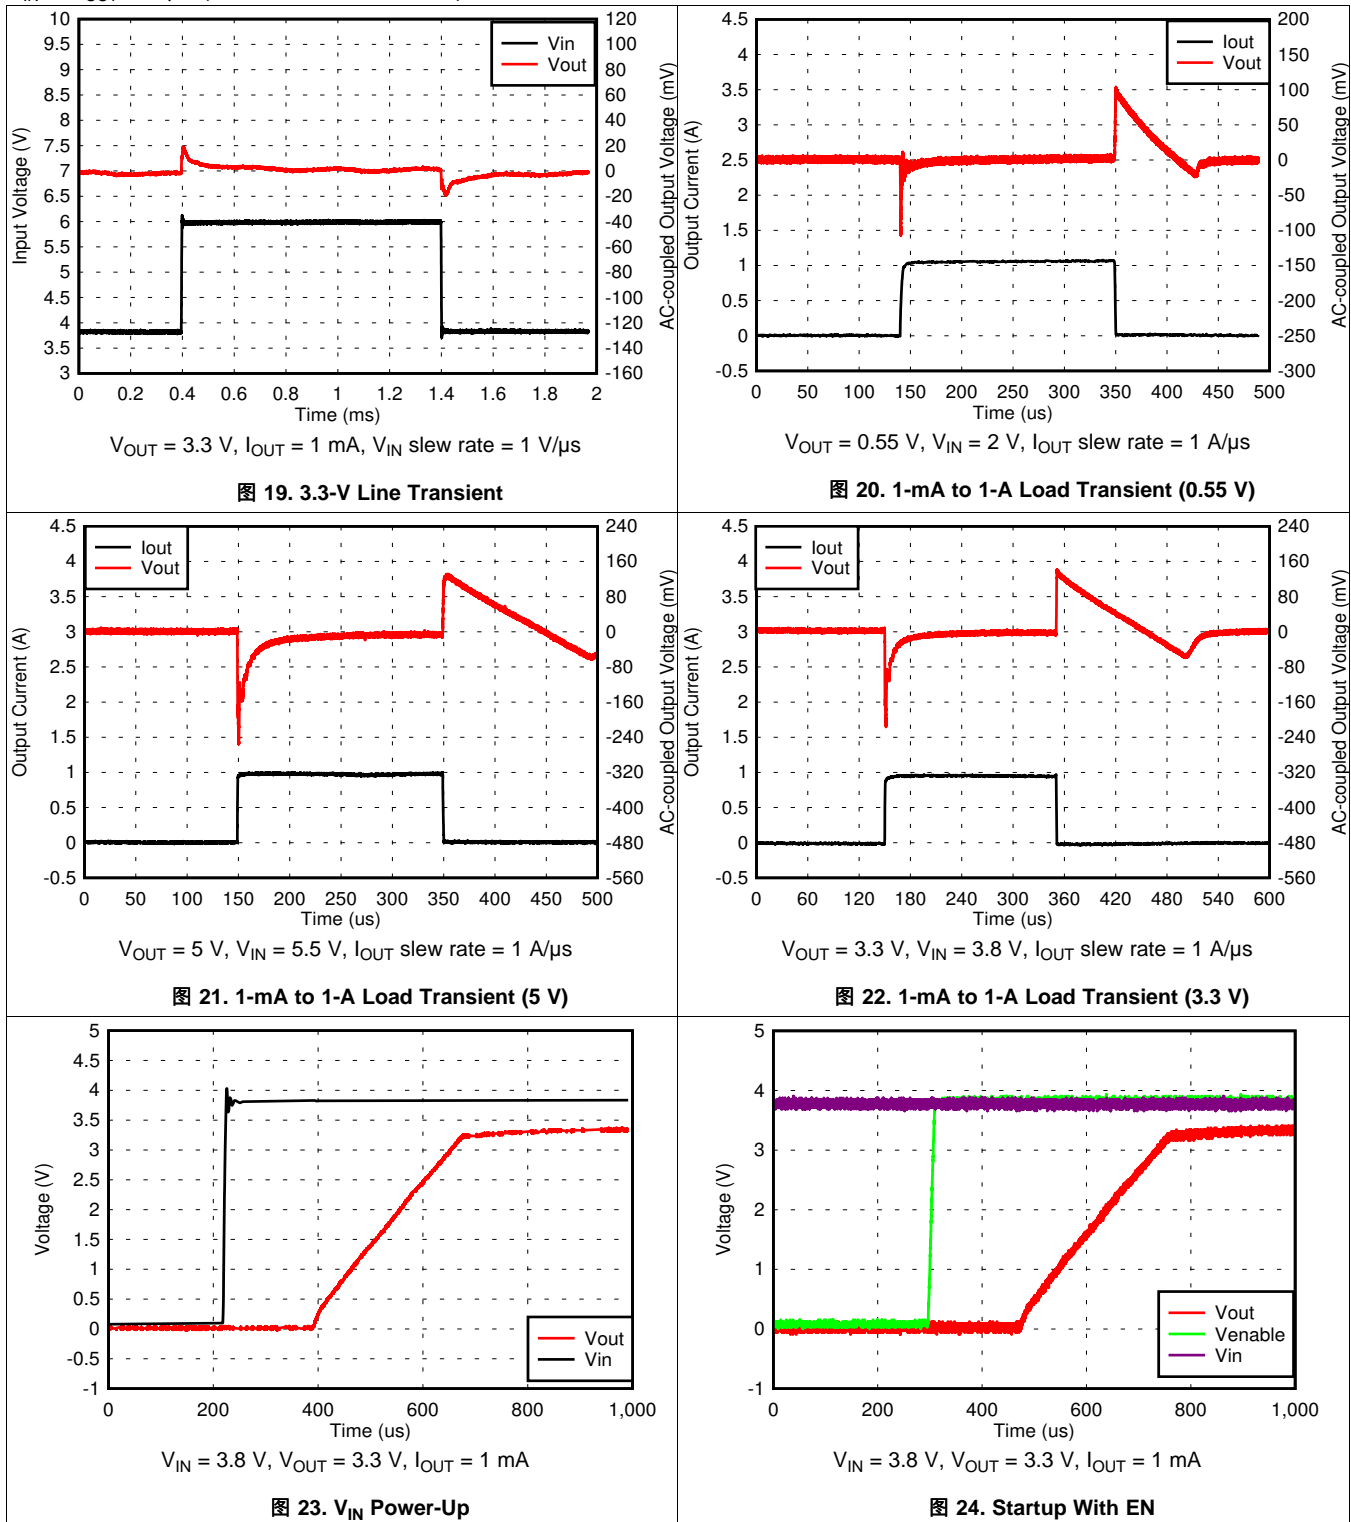 10
9.5
9
8.5
8
7.5
7
6.5
6
5.5
5
4.5
4
3.5
3
Input Voltage (V)
120
100
80
60
40
20
0
-20
-40
-60
-80
-100
-120
-140
-160
AC-coupled Output Voltage (mV)
Vin
Vout
0 0.2 0.4 0.6 0.8 1 1.2 1.4 1.6 1.8 2
Time (ms)
VOUT = 3.3 V, IOUT = 1 mA, VIN slew rate = 1 V/µs
图 19. 3.3-V Line Transient
4.5
4
3.5
3
2.5
2
1.5
1
0.5
0
-0.5
Output Current (A)
200
150
100
50
0
-50
-100
-150
-200
-250
-300
AC-coupled Output Voltage (mV)
Iout
Vout
0 50 100 150 200 250 300 350 400 450 500
Time (us)
VOUT = 0.55 V, VIN = 2 V, IOUT slew rate = 1 A/µs
图 20. 1-mA to 1-A Load Transient (0.55 V)
4.5
4
3.5
3
2.5
2
1.5
1
0.5
0
-0.5
Output Current (A)
240
160
80
0
-80
-160
-240
-320
-400
-480
-560
AC-coupled Output Voltage (mV)
Iout
Vout
0 50 100 150 200 250 300 350 400 450 500
Time (us)
VOUT = 5 V, VIN = 5.5 V, IOUT slew rate = 1 A/µs
图 21. 1-mA to 1-A Load Transient (5 V)
4.5
4
3.5
3
2.5
2
1.5
1
0.5
0
-0.5
Output Current (A)
240
160
80
0
-80
-160
-240
-320
-400
-480
-560
AC-coupled Output Voltage (mV)
Iout
Vout
0 60 120 180 240 300 360 420 480 540 600
Time (us)
VOUT = 3.3 V, VIN = 3.8 V, IOUT slew rate = 1 A/µs
图 22. 1-mA to 1-A Load Transient (3.3 V)
5
4.5
4
3.5
3
2.5
2
1.5
1
0.5
0
-0.5
-1
Voltage (V)
Vout
Vin
0 200 400 600 800 1,000
Time (us)
VIN = 3.8 V, VOUT = 3.3 V, IOUT = 1 mA
图 23. VIN Power-Up
5
4
3
2
1
0
-1
Voltage (V)
Vout
Venable
Vin
0 200 400 600 800 1,000
Time (us)
VIN = 3.8 V, VOUT = 3.3 V, IOUT = 1 mA
图 24. Startup With EN